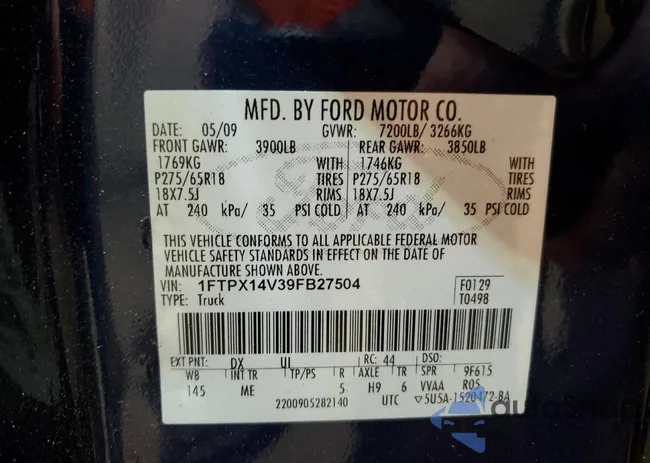 MFD. BY FORD MOTOR CO.
DATE: 05/09 GVWR: 7200LB/ 3266KG
FRONT GAWR: 3900LB REAR GAWR: 3850LB
1769KG WITH 1746KG WITH
P275/65R18 TIRES P275/65R18 TIRES
18X7.5J RIMS 18X7.5J RIMS
AT 240 kPa/ 35 PSI COLD AT 240 kPa/ 35 PSI COLD
THIS VEHICLE CONFORMS TO ALL APPLICABLE FEDERAL MOTOR
VEHICLE SAFETY STANDARDS IN EFFECT ON THE DATE OF
MANUFACTURE SHOWN ABOVE.
VIN: 1FTPX14V39FB27504 F0129
TYPE: Truck T0498
EXT PNT: DX UI RC: 44 DSO:
WB INT TR TP/PS R AXLE TR SPR 9F615
145 ME 5 H9 6 VVAA R05
2200905282140 UTC ▽5U5A-1520472-BA
Ford